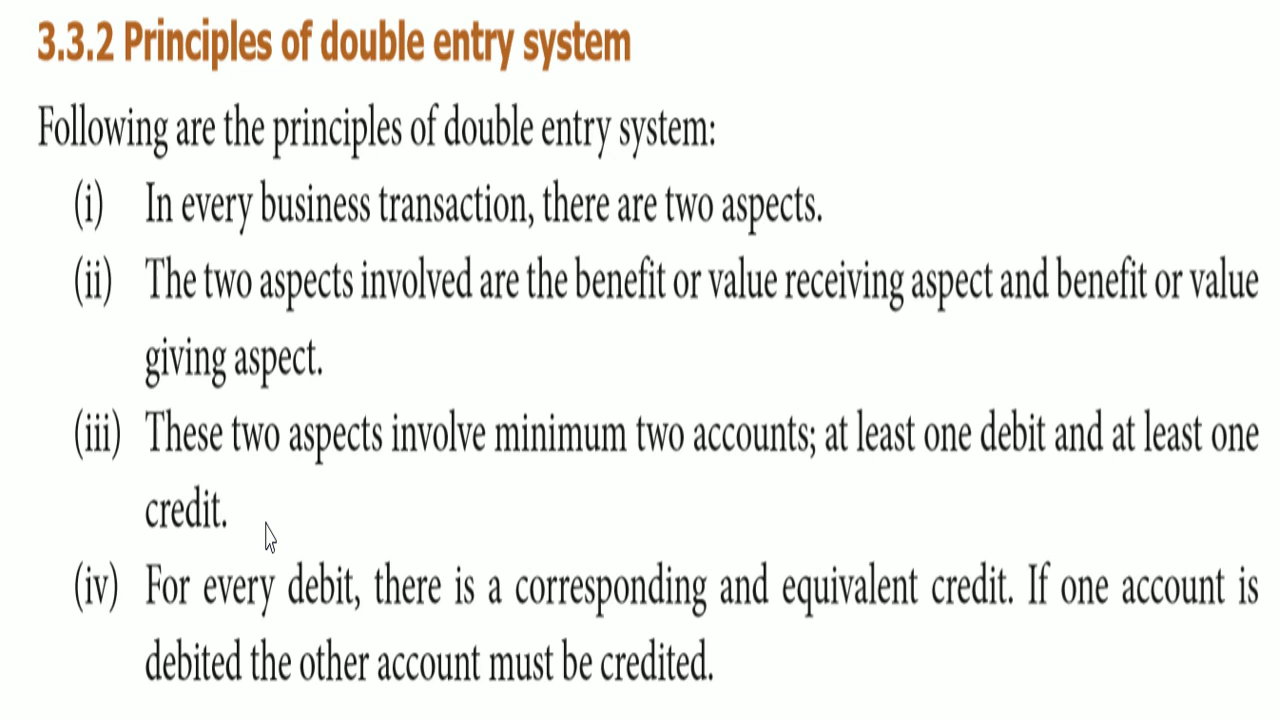 3.3.2 Principles of double entry system
Following are the principles of double entry system:
(i) In every business transaction, there are two aspects.
(ii) The two aspects involved are the benefit or value receiving aspect and benefit or value
giving aspect.
(iii) These two aspects involve minimum two accounts; at least one debit and at least one
credit.
(iv) For every debit, there is a corresponding and equivalent credit. If one account is
debited the other account must be credited.